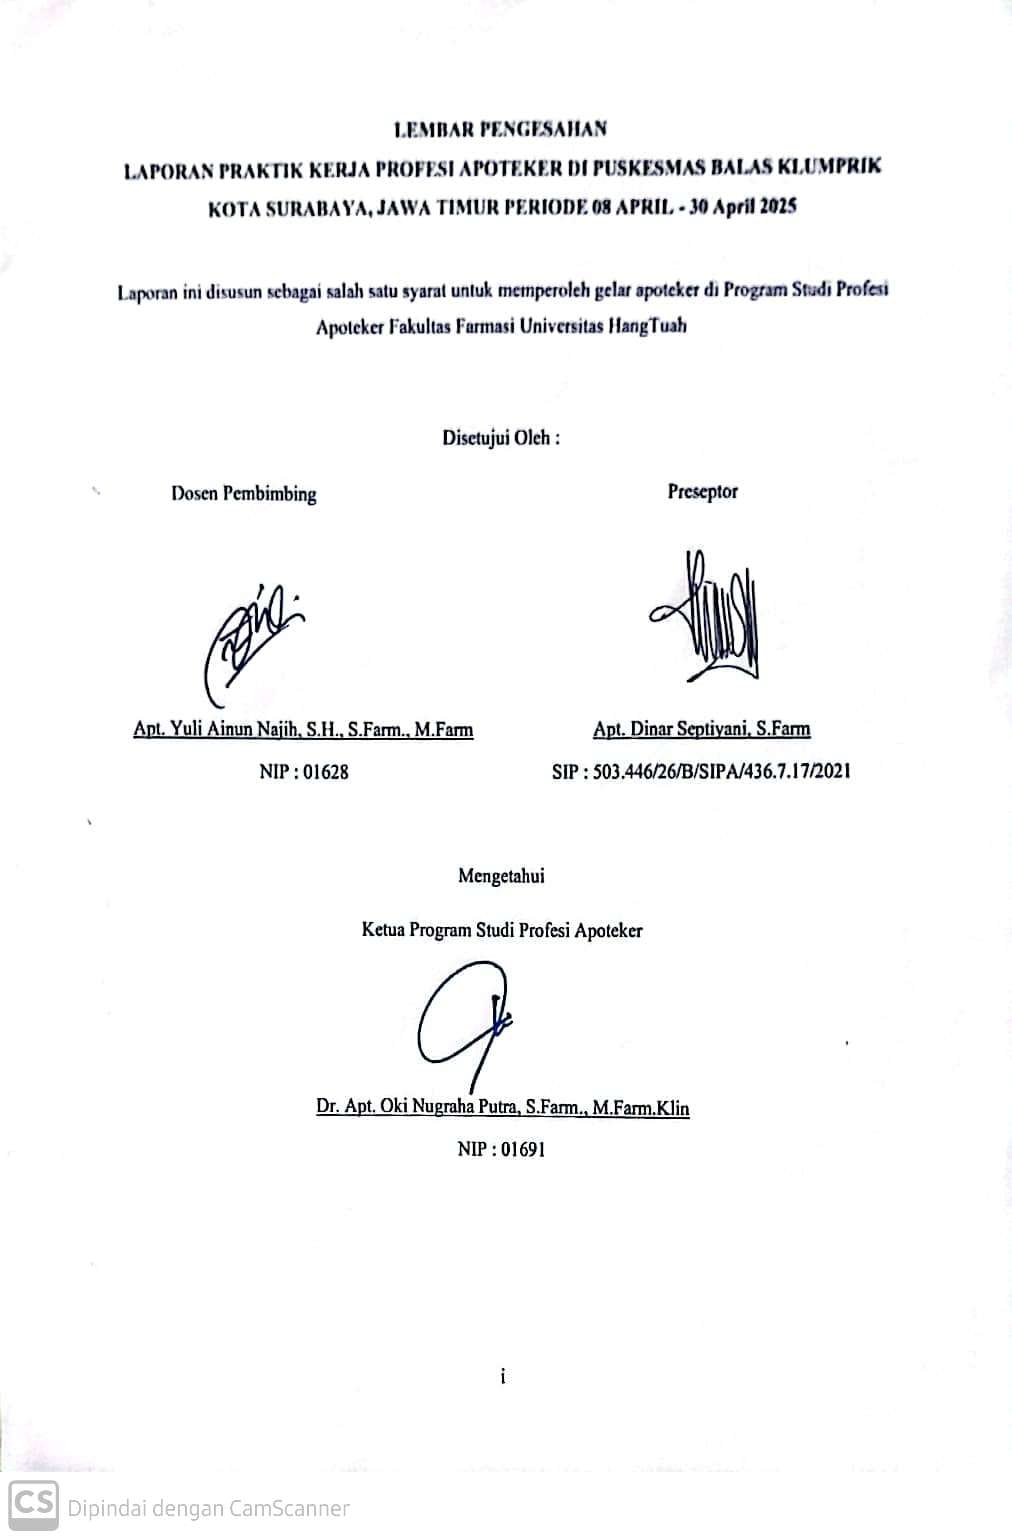 LEMBAR PENGESAHAN
LAPORAN PRAKTIK KERJA PROFESI APOTEKER DI PUSKESMAS BALAS KLUMPRIK
KOTA SURABAYA, JAWA TIMUR PERIODE 08 APRIL - 30 April 2025
Laporan ini disusun sebagai salah satu syarat untuk memperoleh gelar apoteker di Program Studi Profesi
Apoteker Fakultas Farmasi Universitas HangTuah
Disetujui Oleh :
Dosen Pembimbing
Preseptor
Apt. Yuli Ainun Najih, S.H., S.Farm., M.Farm
Apt. Dinar Septiyani, S.Farm
NIP : 01628
SIP : 503.446/26/B/SIPA/436.7.17/2021
Mengetahui
Ketua Program Studi Profesi Apoteker
Dr. Apt. Oki Nugraha Putra, S.Farm., M.Farm.Klin
NIP : 01691
i
CS Dipindai dengan CamScanner